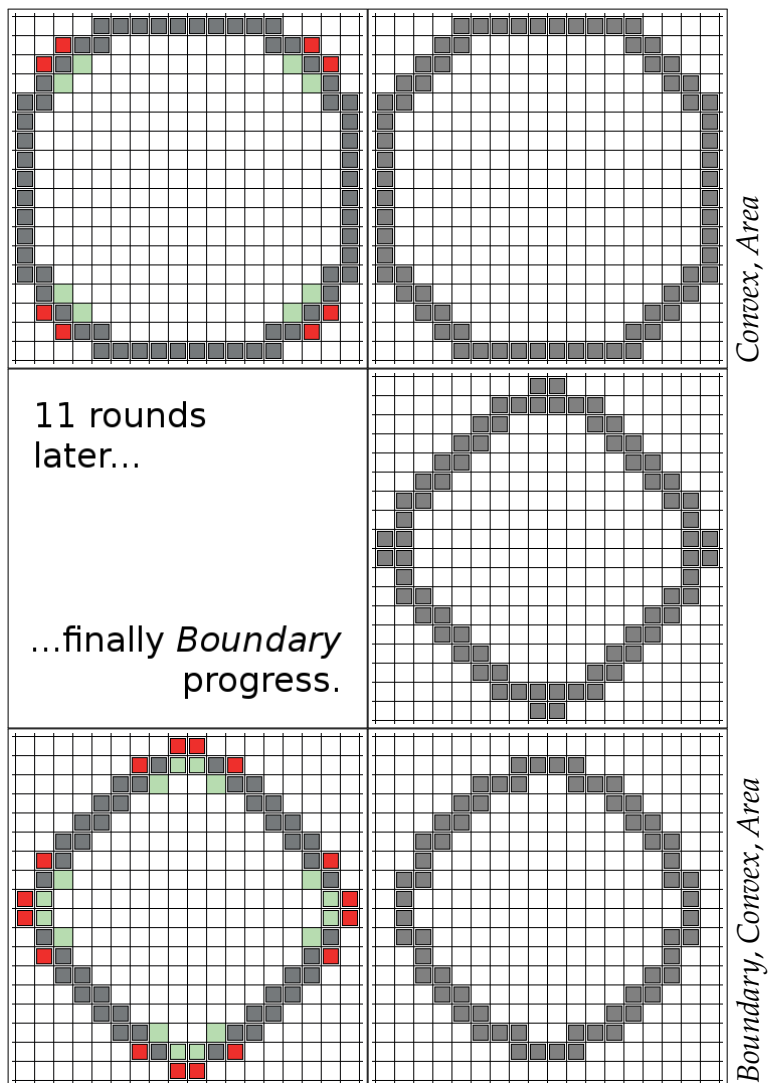 Convex, Area
11 rounds
later...
...finally Boundary
progress.
Boundary, Convex, Area